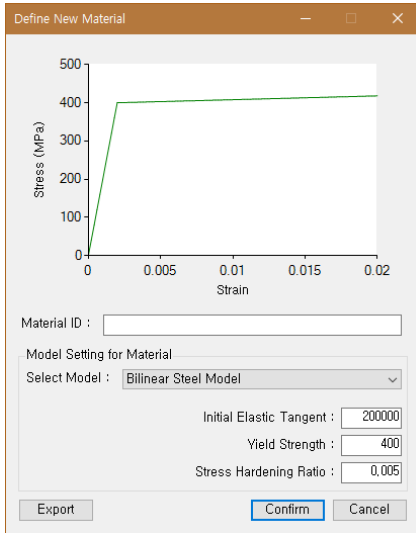 Define New Material
500
400
300
200
100
0
Stress (MPa)
0 0.005 0.01 0.015 0.02
Strain
Material ID :
Model Setting for Material
Select Model : Bilinear Steel Model
Initial Elastic Tangent : 200000
Yield Strength : 400
Stress Hardening Ratio : 0,005
Export Confirm Cancel